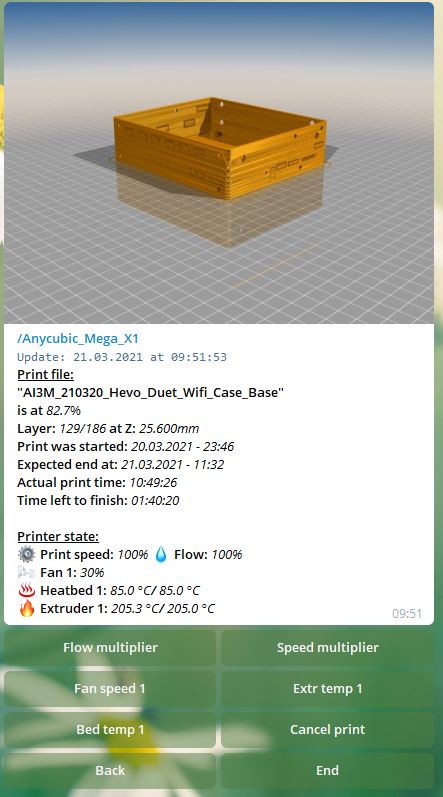 /Anycubic_Mega_X1
Update: 21.03.2021 at 09:51:53
Print file:
"AI3M_210320_Hevo_Duet_Wifi_Case_Base"
is at 82.7%
Layer: 129/186 at Z: 25.600mm
Print was started: 20.03.2021 - 23:46
Expected end at: 21.03.2021 - 11:32
Actual print time: 10:49:26
Time left to finish: 01:40:20
Printer state:
Print speed: 100% Flow: 100%
Fan 1: 30%
Heatbed 1: 85.0 °C/ 85.0 °C
Extruder 1: 205.3 °C/ 205.0 °C
09:51
Flow multiplier
Speed multiplier
Fan speed 1
Extr temp 1
Bed temp 1
Cancel print
Back
End